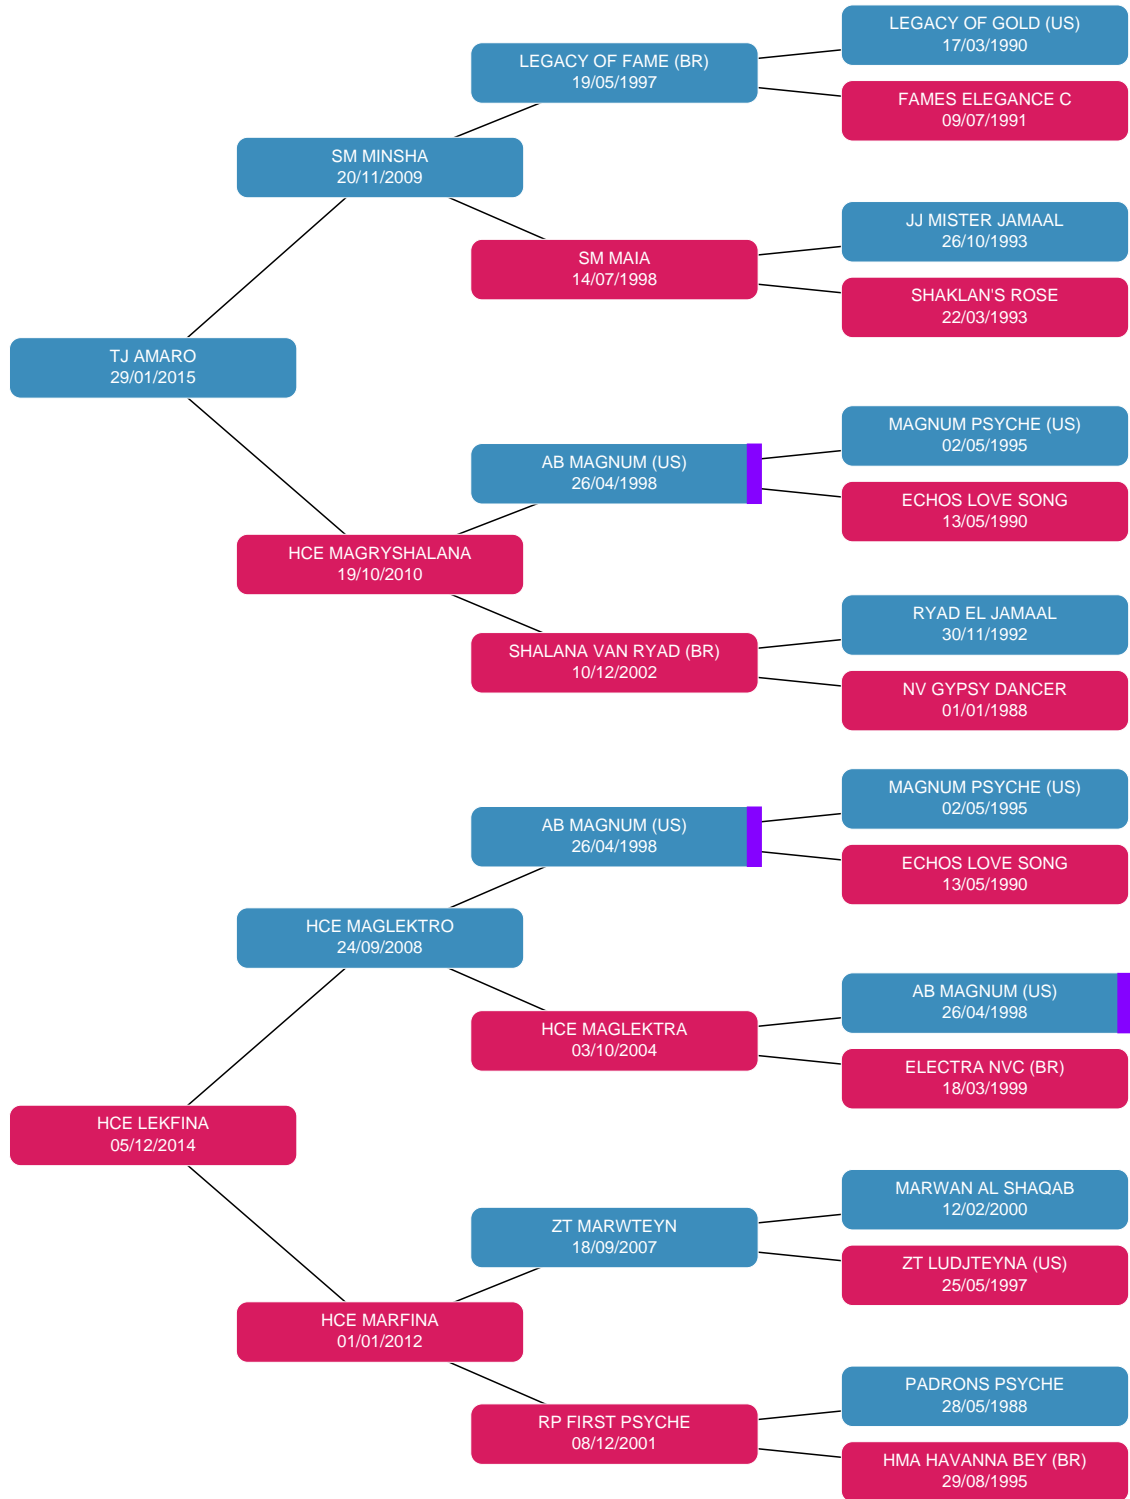 LEGACY OF GOLD (US)
17/03/1990
LEGACY OF FAME (BR)
19/05/1997
FAMES ELEGANCE C
09/07/1991
SM MINSHA
20/11/2009
JJ MISTER JAMAAL
26/10/1993
SM MAIA
14/07/1998
SHAKLAN'S ROSE
22/03/1993
TJ AMARO
29/01/2015
MAGNUM PSYCHE (US)
02/05/1995
AB MAGNUM (US)
26/04/1998
ECHOS LOVE SONG
13/05/1990
HCE MAGRYSHALANA
19/10/2010
RYAD EL JAMAAL
30/11/1992
SHALANA VAN RYAD (BR)
10/12/2002
NV GYPSY DANCER
01/01/1988
MAGNUM PSYCHE (US)
02/05/1995
AB MAGNUM (US)
26/04/1998
ECHOS LOVE SONG
13/05/1990
HCE MAGLEKTRO
24/09/2008
AB MAGNUM (US)
26/04/1998
HCE MAGLEKTRA
03/10/2004
ELECTRA NVC (BR)
18/03/1999
HCE LEKFINA
05/12/2014
MARWAN AL SHAQAB
12/02/2000
ZT MARWTEYN
18/09/2007
ZT LUDJTEYNA (US)
25/05/1997
HCE MARFINA
01/01/2012
PADRONS PSYCHE
28/05/1988
RP FIRST PSYCHE
08/12/2001
HMA HAVANNA BEY (BR)
29/08/1995